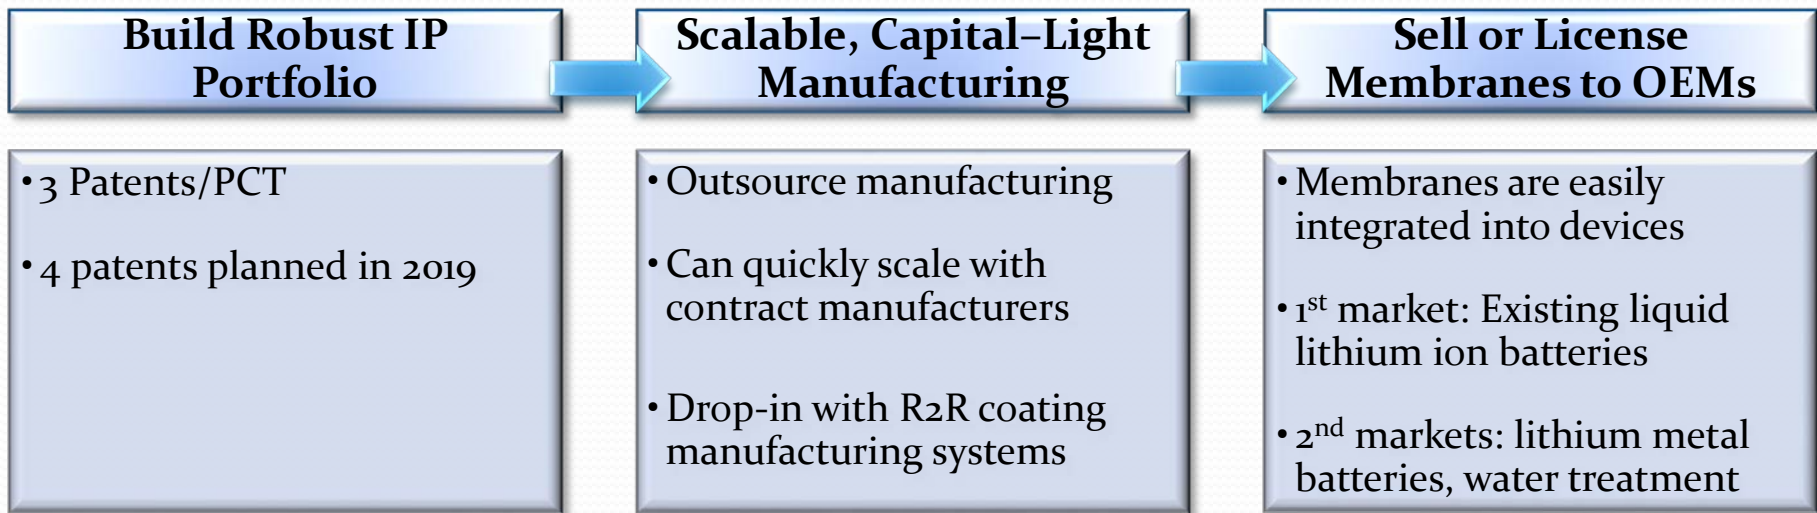 Build Robust IP
Portfolio
• 3 Patents/PCT
• 4 patents planned in 2019
Scalable, Capital–Light
Manufacturing
• Outsource manufacturing
• Can quickly scale with
contract manufacturers
• Drop-in with R2R coating
manufacturing systems
Sell or License
Membranes to OEMs
• Membranes are easily
integrated into devices
• 1st market: Existing liquid
lithium ion batteries
• 2nd markets: lithium metal
batteries, water treatment